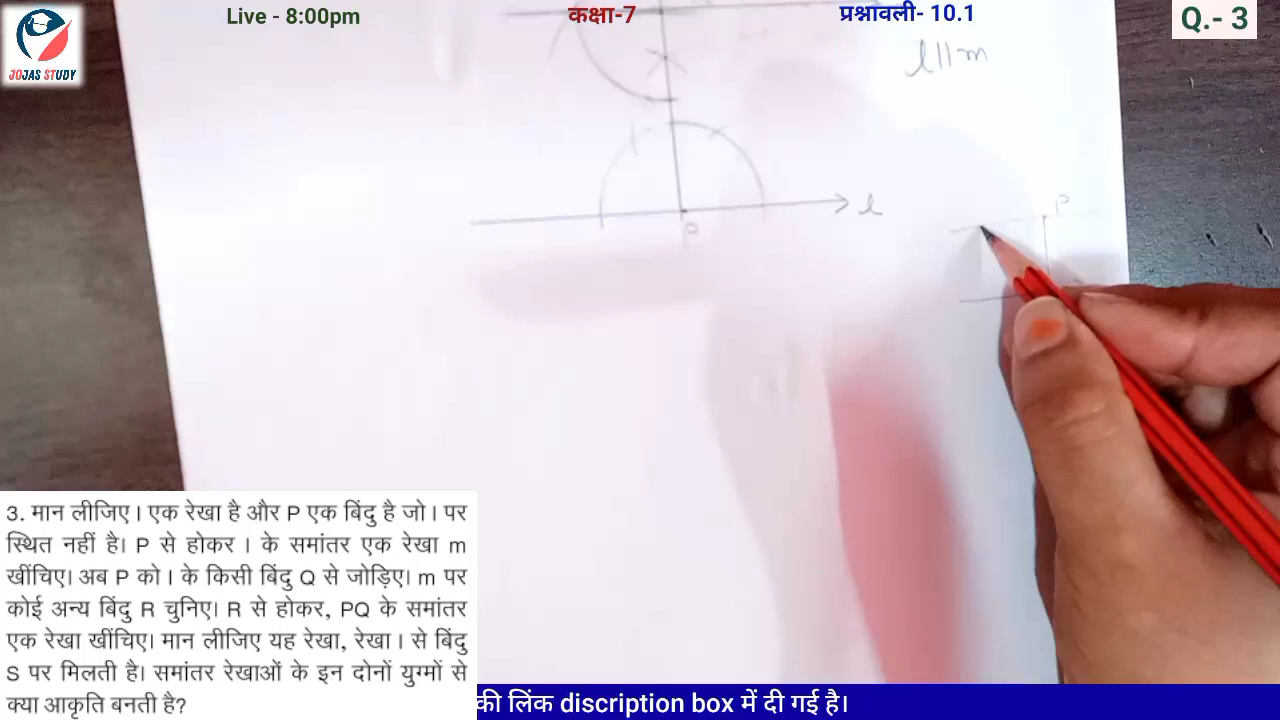 Live - 8:00pm
कक्षा-7
प्रश्नावली- 10.1
Q.- 3
JOJAS STUDY
l || m
l
P
P
3. मान लीजिए l एक रेखा है और P एक बिंदु है जो l पर
स्थित नहीं है। P से होकर l के समांतर एक रेखा m
खींचिए। अब P को l के किसी बिंदु Q से जोड़िए। m पर
कोई अन्य बिंदु R चुनिए। R से होकर, PQ के समांतर
एक रेखा खींचिए। मान लीजिए यह रेखा, रेखा l से बिंदु
S पर मिलती है। समांतर रेखाओं के इन दोनों युग्मों से
क्या आकृति बनती है?
की लिंक discription box में दी गई है।